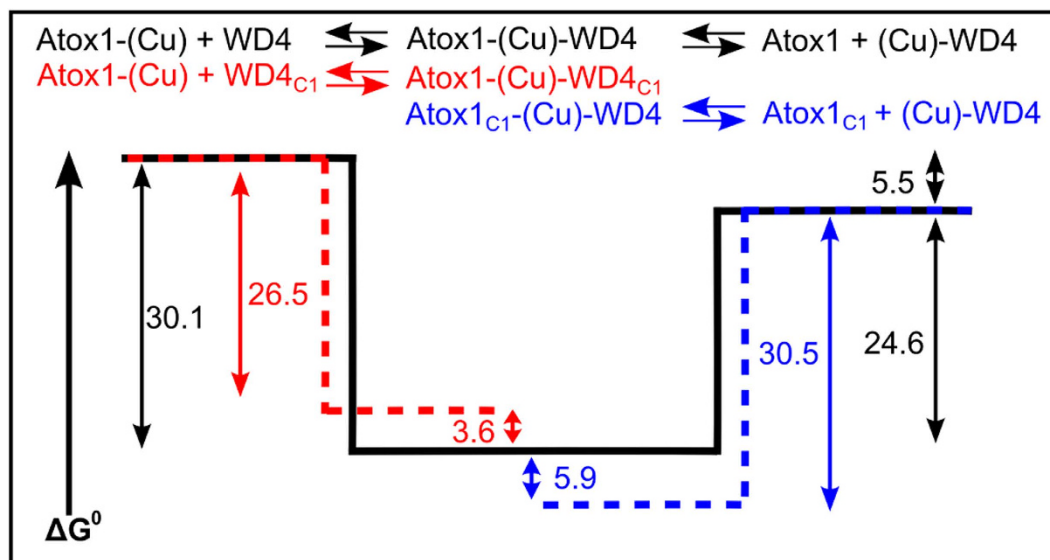 Atox1-(Cu) + WD4 ⇌ Atox1-(Cu)-WD4 ⇌ Atox1 + (Cu)-WD4
Atox1-(Cu) + WD4C1 ⇌ Atox1-(Cu)-WD4C1
Atox1C1-(Cu)-WD4 ⇌ Atox1C1 + (Cu)-WD4
5.5
26.5
30.1
30.5
24.6
3.6
5.9
ΔG⁰